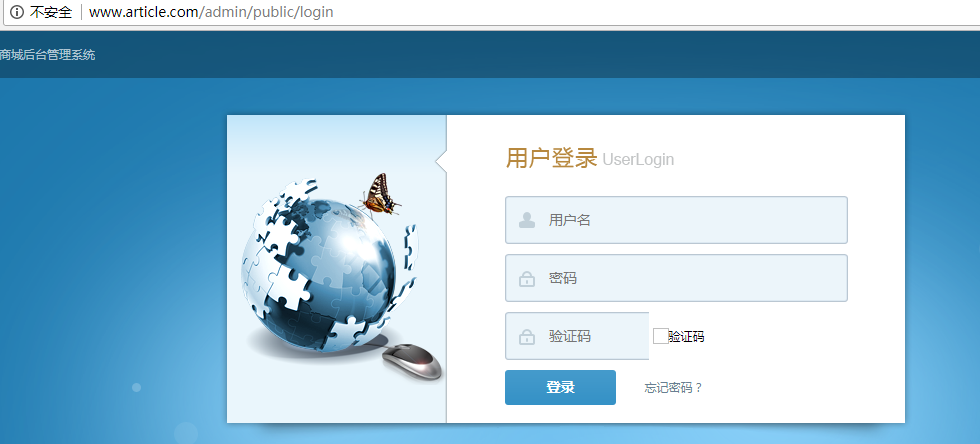 不安全 www.article.com/admin/public/login
商城后台管理系统
用户登录 UserLogin
用户名
密码
验证码 验证码
登录 忘记密码？